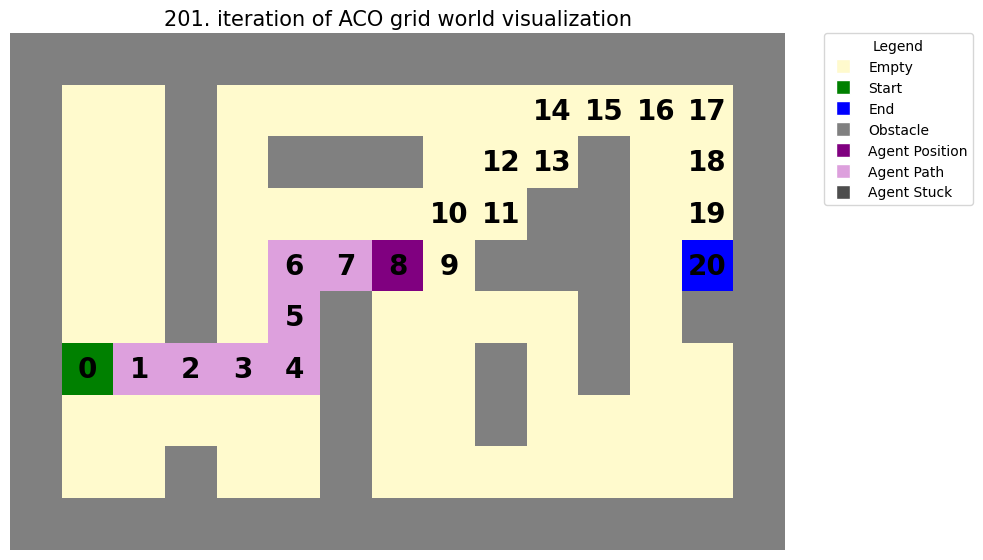 201. iteration of ACO grid world visualization
Legend
Empty
Start
End
Obstacle
Agent Position
Agent Path
Agent Stuck
14 15 16 17
12 13 18
10 11 19
6 7 8 9 20
5
0 1 2 3 4